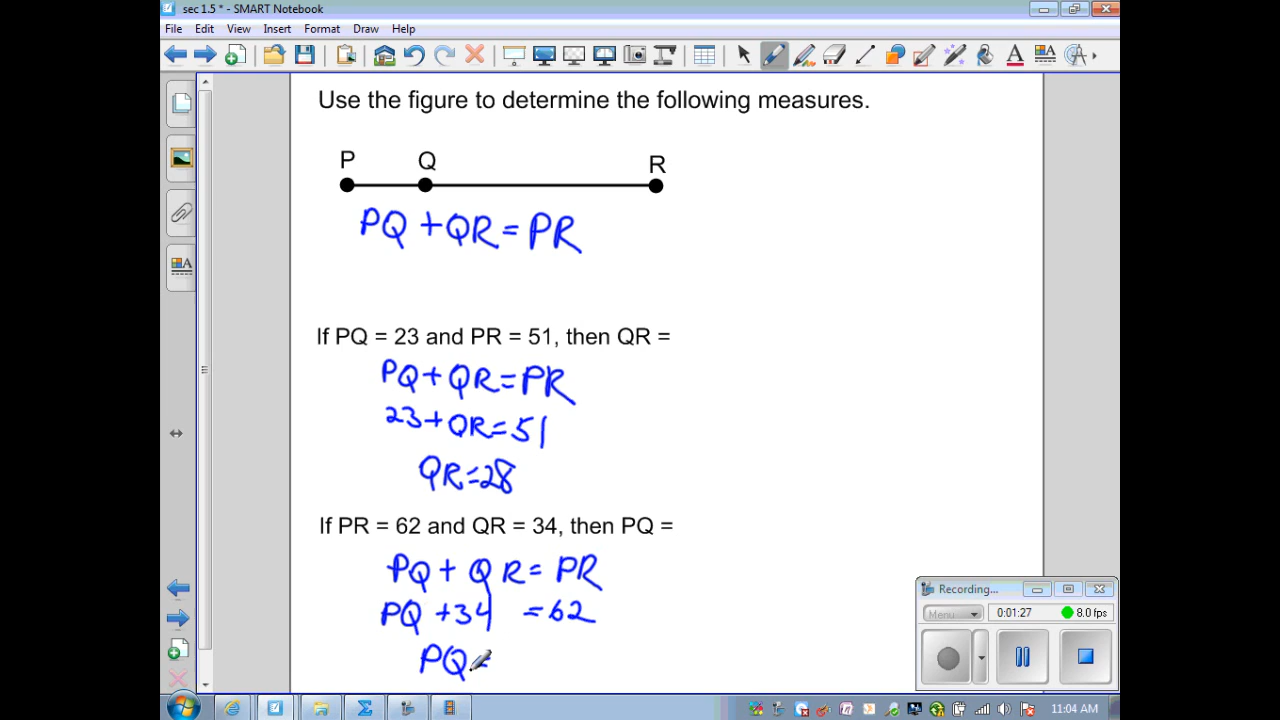 sec 1.5 * - SMART Notebook
File Edit View Insert Format Draw Help
Use the figure to determine the following measures.
P Q R
PQ + QR = PR
If PQ = 23 and PR = 51, then QR =
PQ + QR = PR
23 + QR = 51
QR = 28
If PR = 62 and QR = 34, then PQ =
PQ + QR = PR
PQ + 34 = 62
PQ =
Recording...
Menu 0:01:27 8.0 fps
11:04 AM